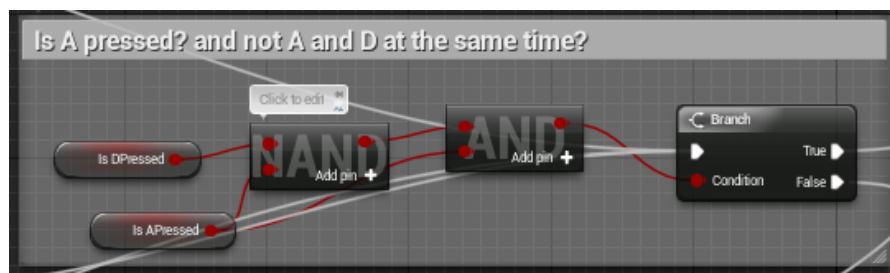 Is A pressed? and not A and D at the same time?
Click to edit
Branch
Is DPressed
NAND
AND
Add pin
Add pin
True
Condition
False
Is APressed